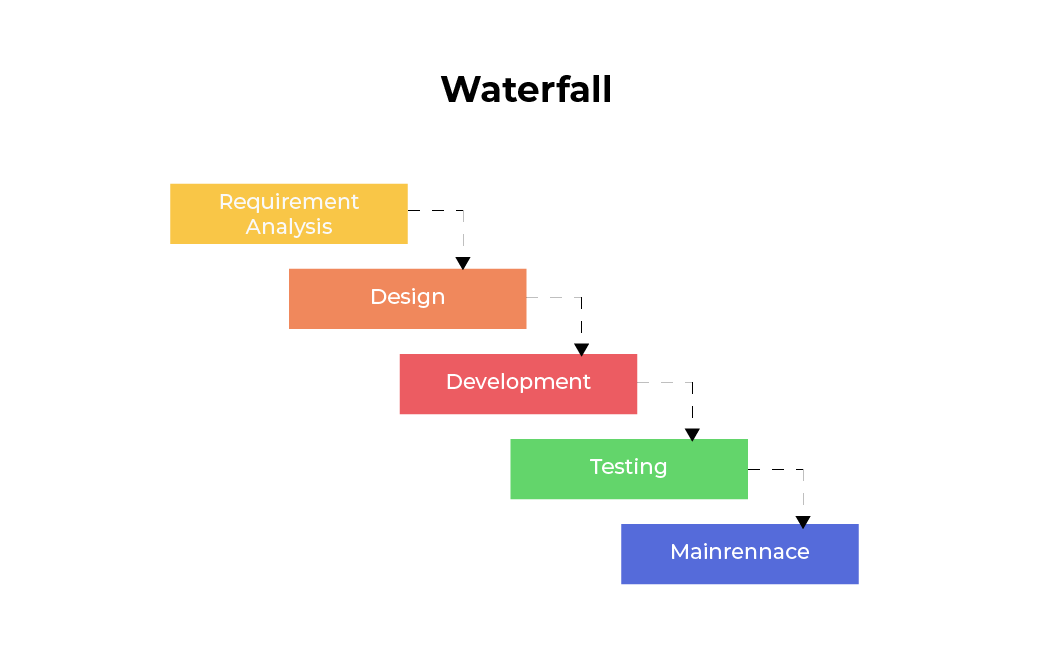 Waterfall
Requirement
Analysis
Design
Development
Testing
Mainrennace